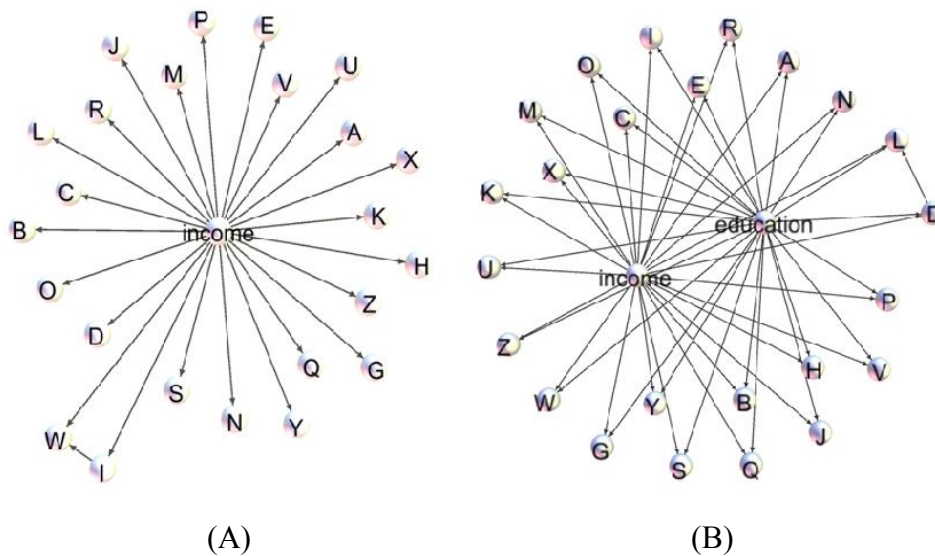 P E
J
M V U
R
L A
X
C K
B income H
O Z
D
Q G
S
W N Y
I
(A)
I R
O A
E N
M C
L
X
K D
education
U income
P
Z
H V
W Y B
J
G
S Q
(B)